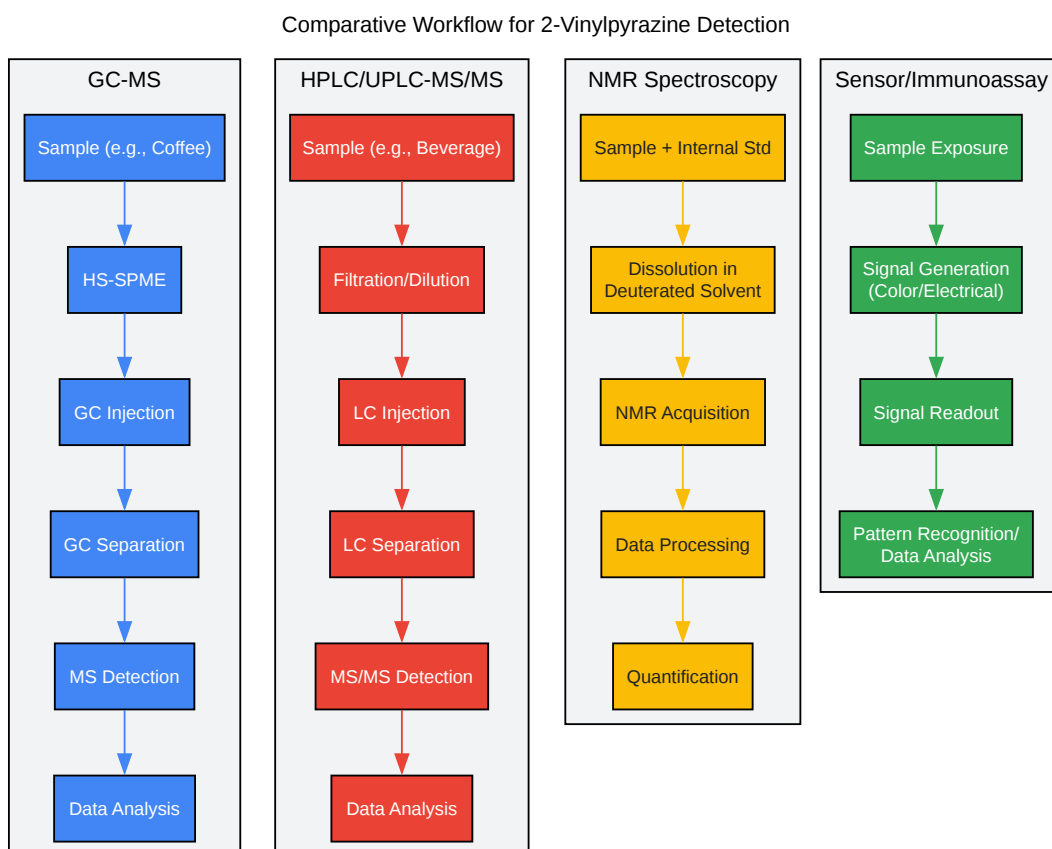 Comparative Workflow for 2-Vinylpyrazine Detection
GC-MS
Sample (e.g., Coffee)
HS-SPME
GC Injection
GC Separation
MS Detection
Data Analysis
HPLC/UPLC-MS/MS
Sample (e.g., Beverage)
Filtration/Dilution
LC Injection
LC Separation
MS/MS Detection
Data Analysis
NMR Spectroscopy
Sample + Internal Std
Dissolution in
Deuterated Solvent
NMR Acquisition
Data Processing
Quantification
Sensor/Immunoassay
Sample Exposure
Signal Generation
(Color/Electrical)
Signal Readout
Pattern Recognition/
Data Analysis